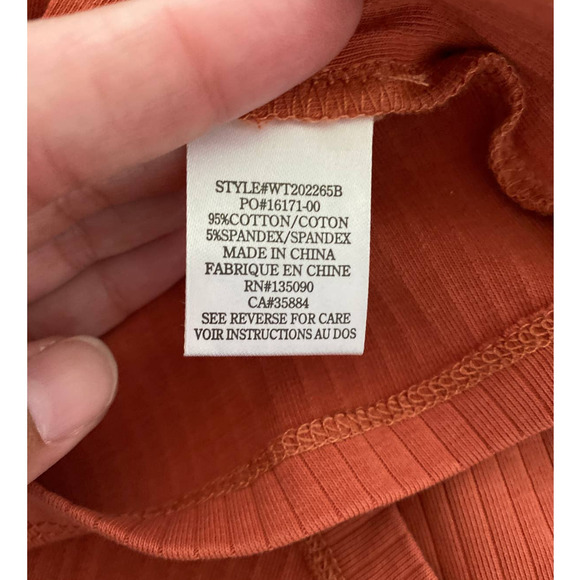 STYLE#WT202265B
PO#16171-00
95%COTTON/COTON
5%SPANDEX/SPANDEX
MADE IN CHINA
FABRIQUE EN CHINE
RN#135090
CA#35884
SEE REVERSE FOR CARE
VOIR INSTRUCTIONS AU DOS